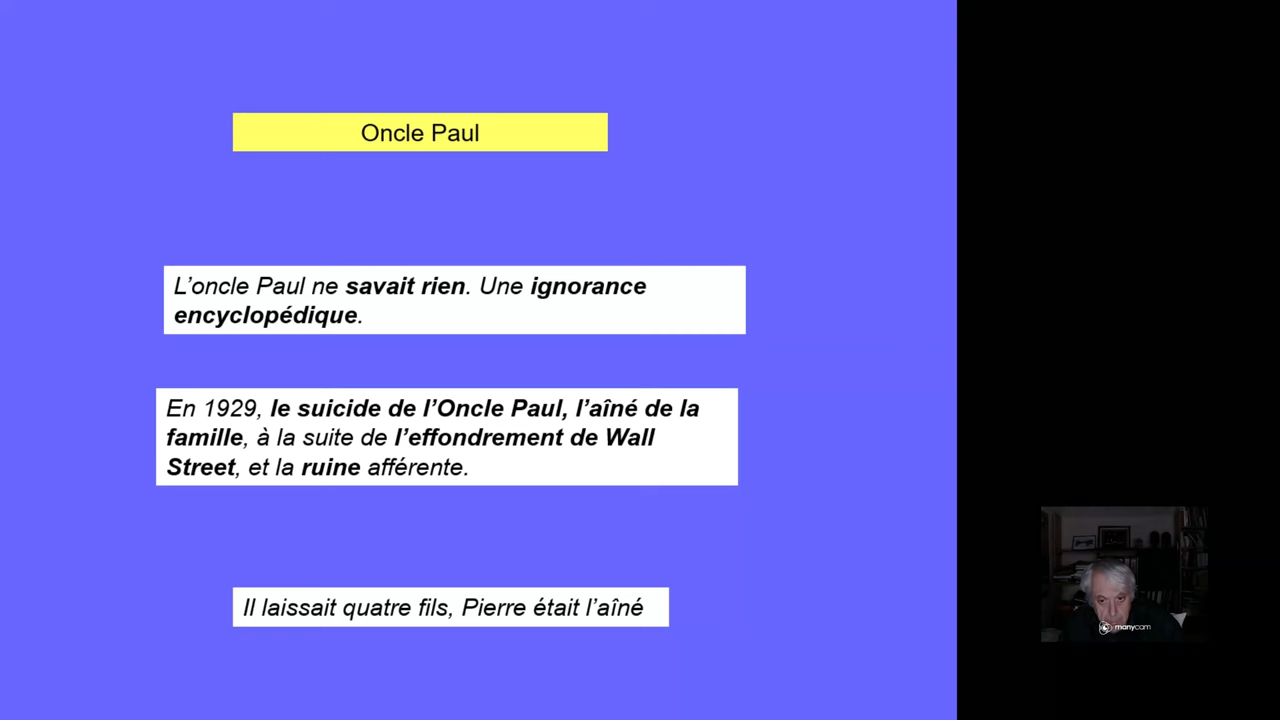 Oncle Paul
L’oncle Paul ne savait rien. Une ignorance
encyclopédique.
En 1929, le suicide de l’Oncle Paul, l’aîné de la
famille, à la suite de l’effondrement de Wall
Street, et la ruine afférente.
Il laissait quatre fils, Pierre était l’aîné
manycam